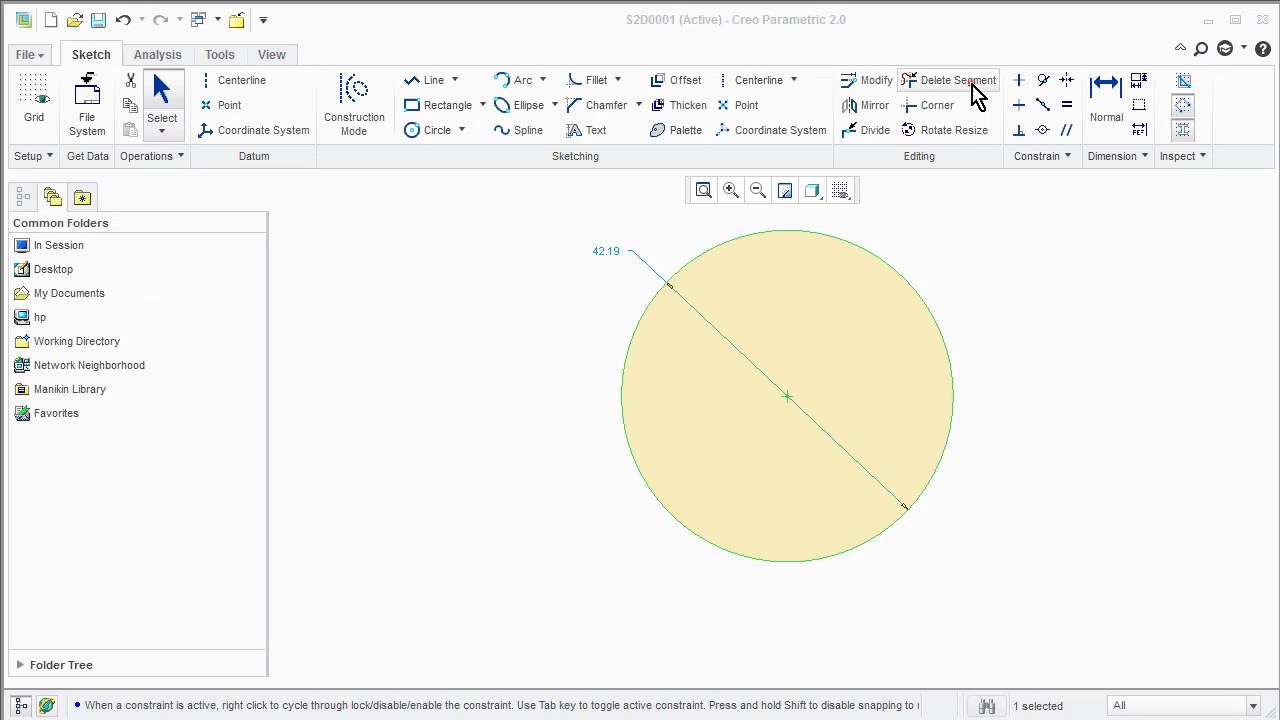 S2D0001 (Active) - Creo Parametric 2.0
File Sketch Analysis Tools View
Centerline Line Arc Fillet Offset Centerline Modify Delete Segment
Point Rectangle Ellipse Chamfer Thicken Point Mirror Corner
Grid File System Select Construction Mode Normal
Coordinate System Circle Spline Text Palette Coordinate System Divide Rotate Resize
Setup Get Data Operations Datum Sketching Editing Constrain Dimension Inspect
Common Folders
In Session
42.19
Desktop
My Documents
hp
Working Directory
Network Neighborhood
Manikin Library
Favorites
Folder Tree
When a constraint is active, right click to cycle through lock/disable/enable the constraint. Use Tab key to toggle active constraint. Press and hold Shift to disable snapping to 1 selected All